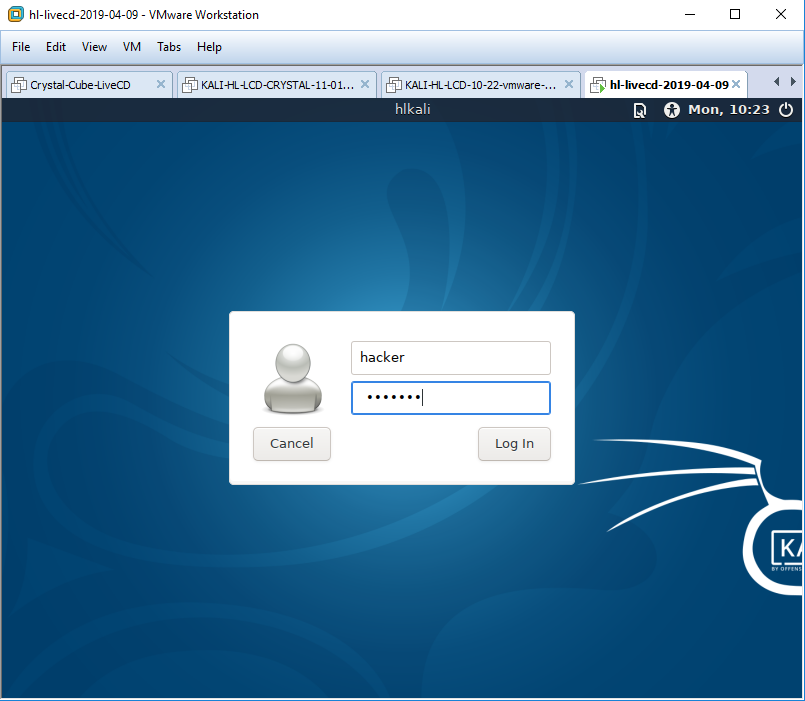 hl-livecd-2019-04-09 - VMware Workstation
File Edit View VM Tabs Help
Crystal-Cube-LiveCD KALI-HL-LCD-CRYSTAL-11-01... KALI-HL-LCD-10-22-vmware-... hl-livecd-2019-04-09
hlkali Mon, 10:23
hacker
•••••••
Cancel Log In
KA
BY OFFENS